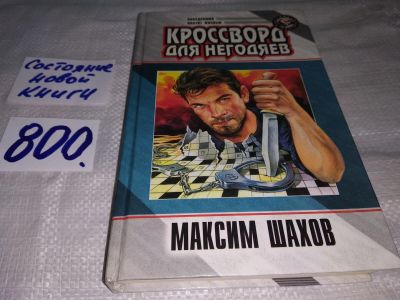 Состояние
новой
книги
800.
КРОССВОРД
ДЛЯ НЕГОДЯЕВ
МАКСИМ ШАХОВ